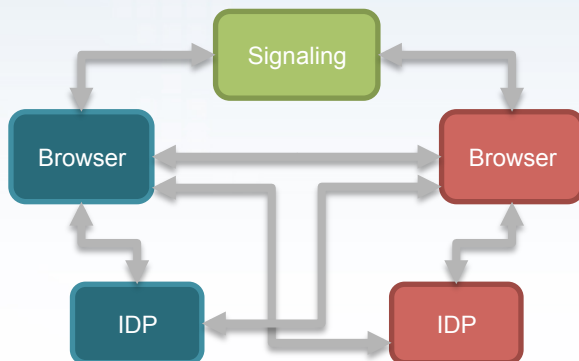 Signaling
Browser
Browser
IDP
IDP